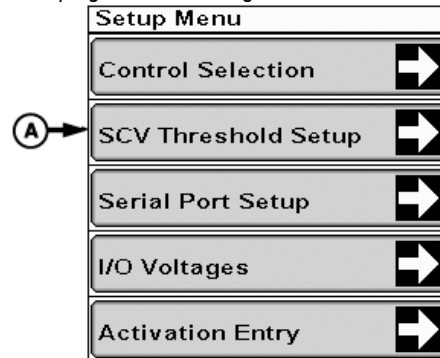 Setup Menu
Control Selection
A
SCV Threshold Setup
Serial Port Setup
I/O Voltages
Activation Entry